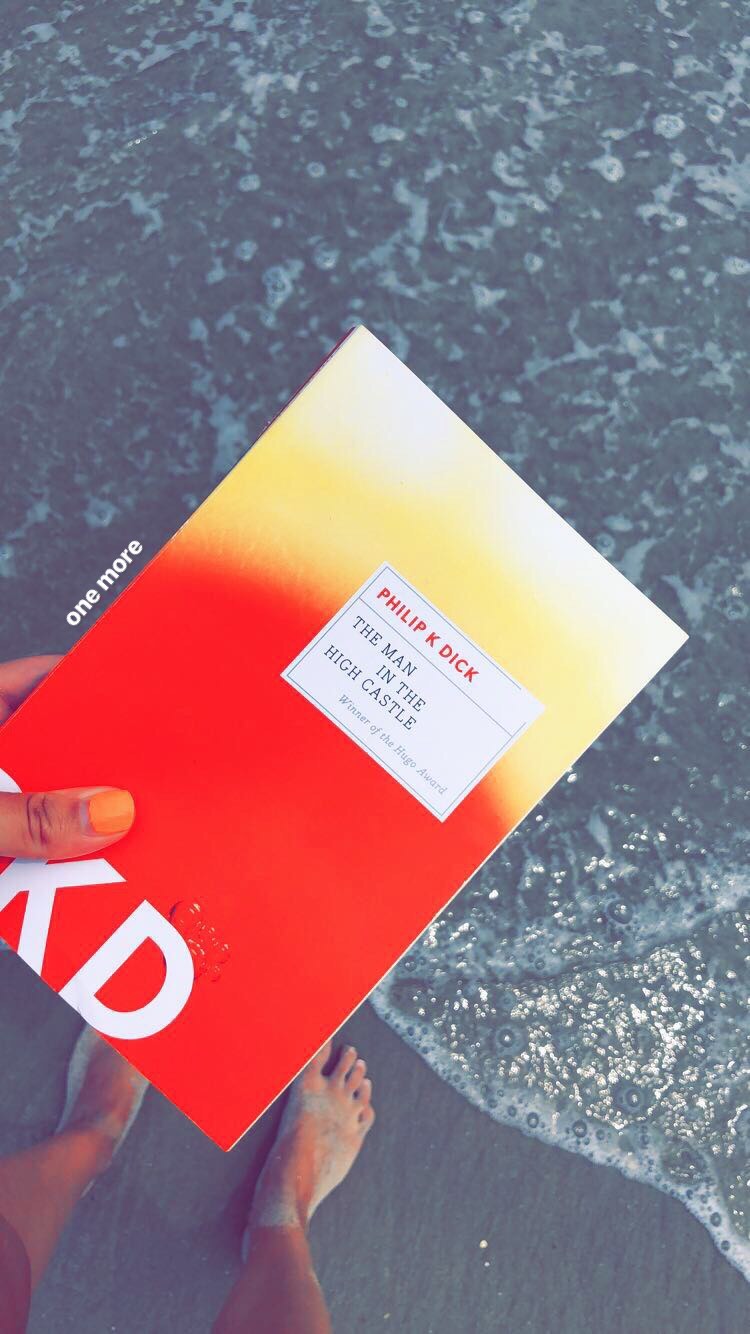 one more
PHILIP K DICK
THE MAN
IN THE
HIGH CASTLE
Winner of the Hugo Award
KD